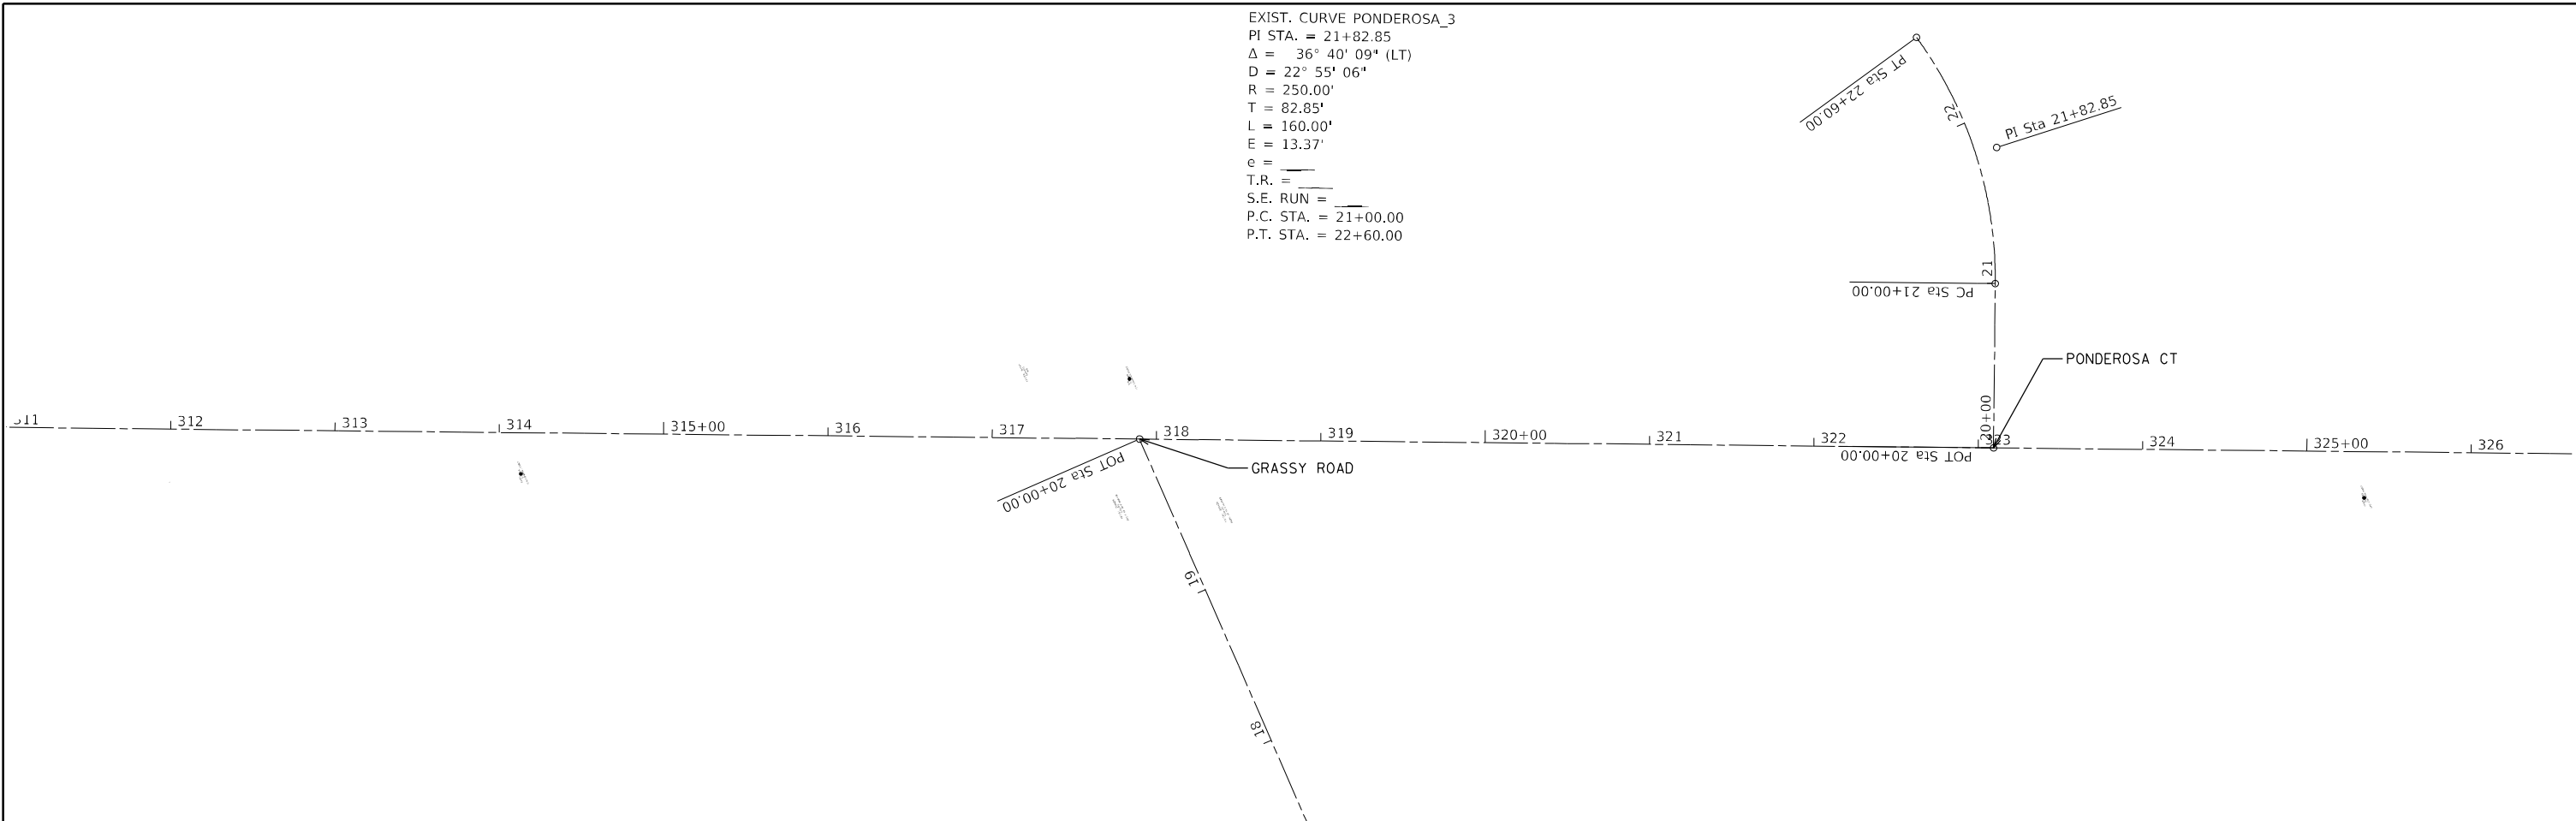 EXIST. CURVE PONDEROSA_3
PI STA. = 21+82.85
Δ = 36° 40' 09" (LT)
D = 22° 55' 06"
R = 250.00'
T = 82.85'
L = 160.00'
E = 13.37'
e = ____
T.R. = ____
S.E. RUN = ____
P.C. STA. = 21+00.00
P.T. STA. = 22+60.00
PT Sta 22+60.00
22
PI Sta 21+82.85
21
PC Sta 21+00.00
PONDEROSA CT
20+00
311
312
313
314
315+00
316
317
318
319
320+00
321
322
323
324
325+00
326
POT Sta 20+00.00
POT Sta 20+00.00
GRASSY ROAD
19
18